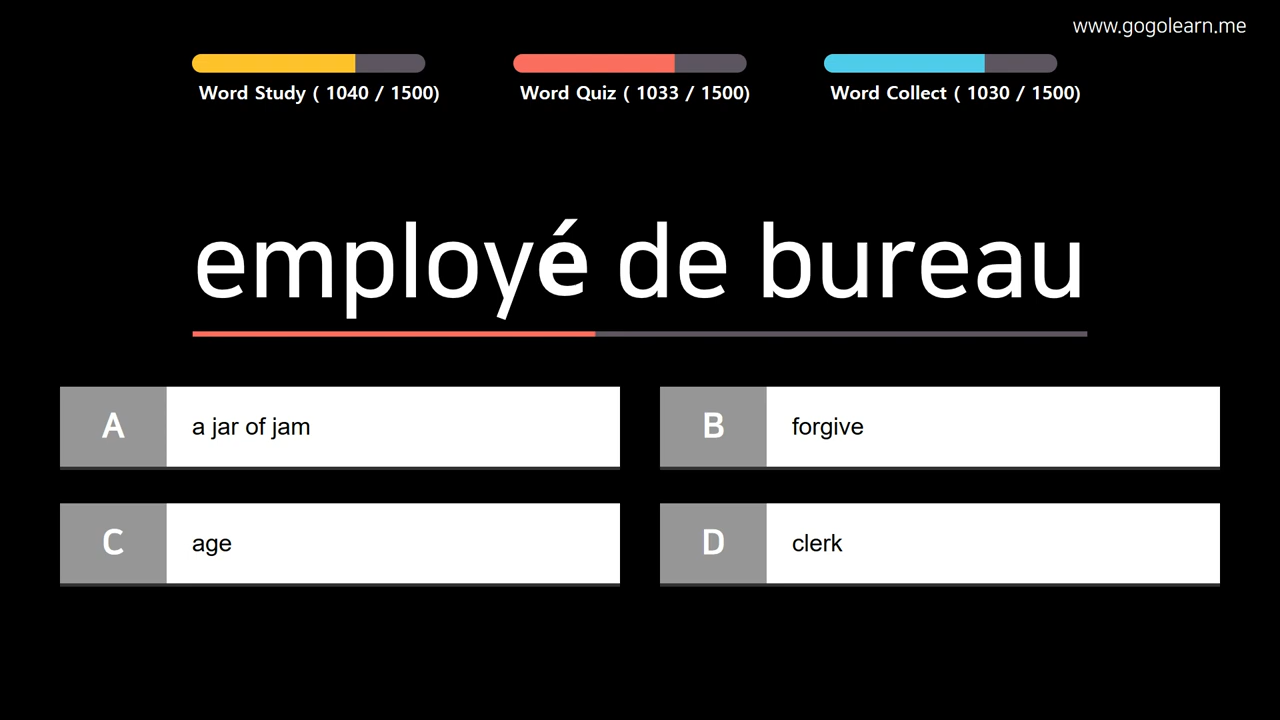 www.gogolearn.me
Word Study ( 1040 / 1500)
Word Quiz ( 1033 / 1500)
Word Collect ( 1030 / 1500)
employé de bureau
A a jar of jam
B forgive
C age
D clerk